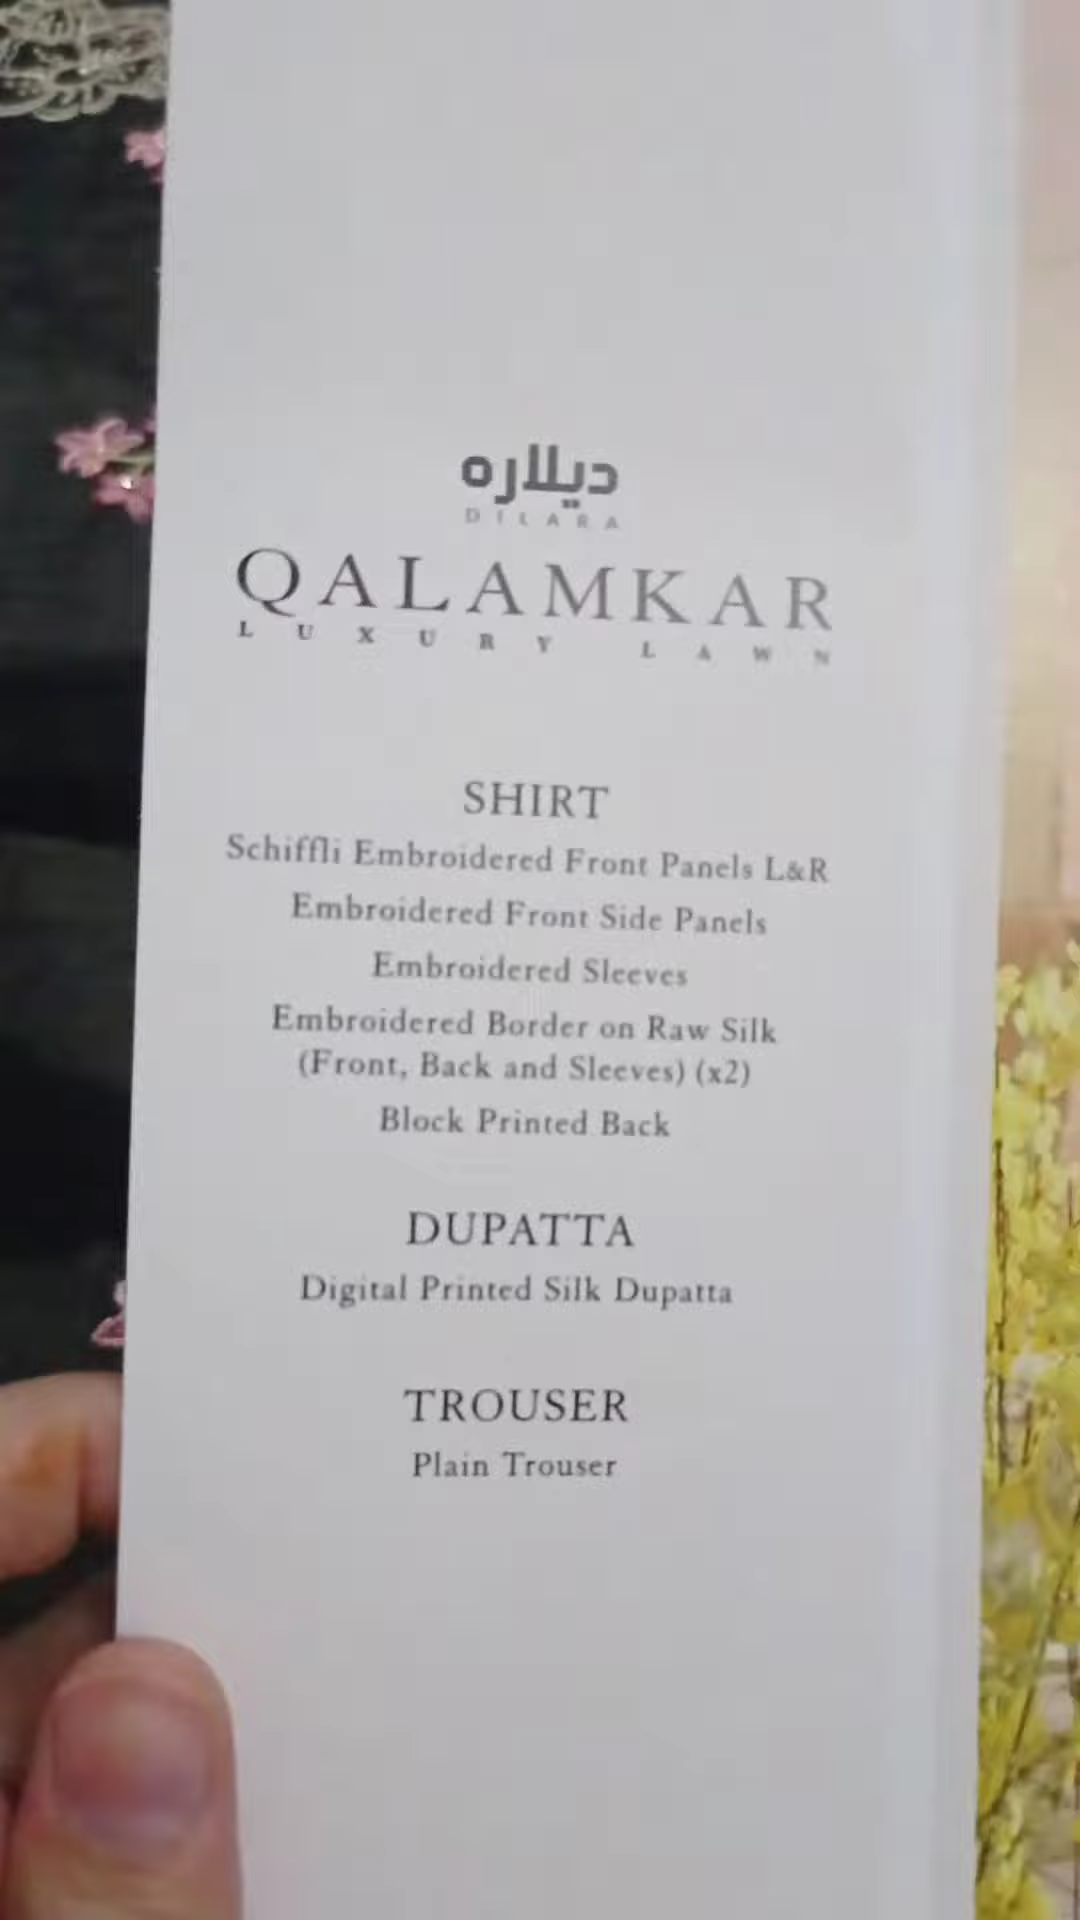 ديلاره
DILARA
QALAMKAR
LUXURY LAWN
SHIRT
Schiffli Embroidered Front Panels L&R
Embroidered Front Side Panels
Embroidered Sleeves
Embroidered Border on Raw Silk
(Front, Back and Sleeves) (x2)
Block Printed Back
DUPATTA
Digital Printed Silk Dupatta
TROUSER
Plain Trouser